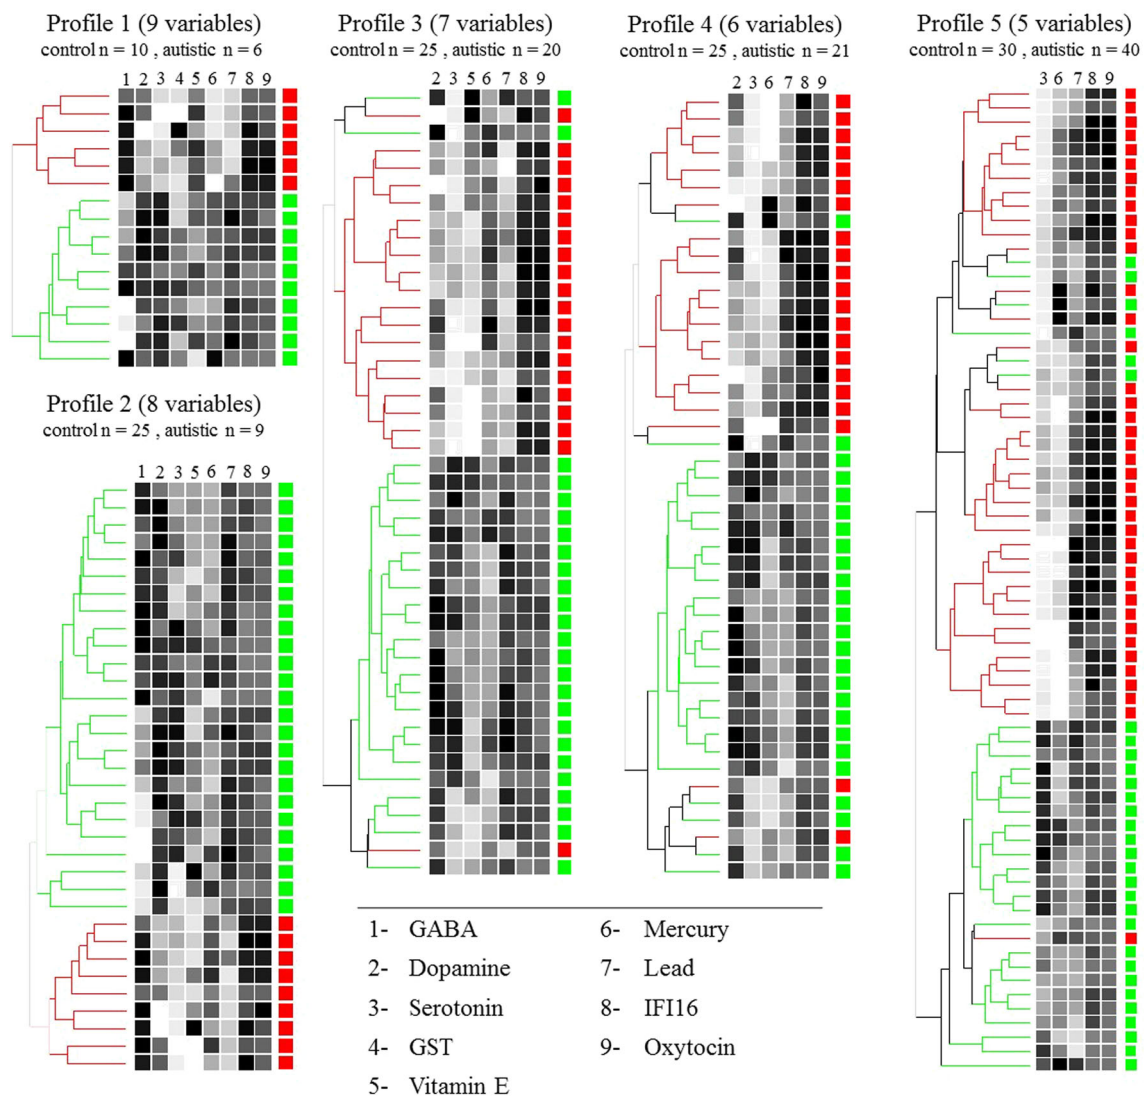 Profile 1 (9 variables)
control n = 10 , autistic n = 6
1 2 3 4 5 6 7 8 9
Profile 2 (8 variables)
control n = 25 , autistic n = 9
1 2 3 5 6 7 8 9
Profile 3 (7 variables)
control n = 25 , autistic n = 20
2 3 5 6 7 8 9
Profile 4 (6 variables)
control n = 25 , autistic n = 21
2 3 6 7 8 9
Profile 5 (5 variables)
control n = 30 , autistic n = 40
3 6 7 8 9
1- GABA
2- Dopamine
3- Serotonin
4- GST
5- Vitamin E
6- Mercury
7- Lead
8- IFI16
9- Oxytocin